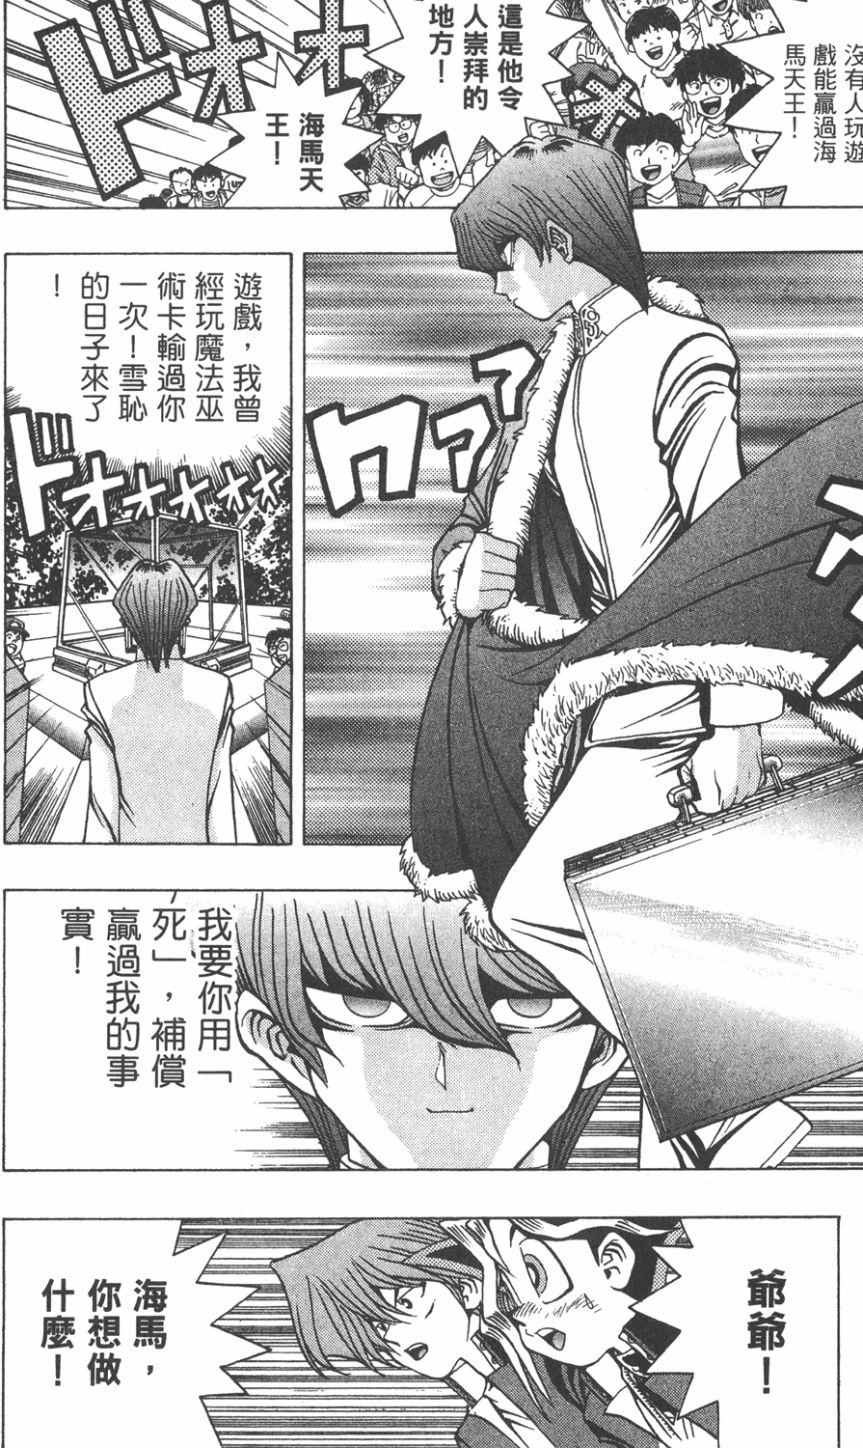 沒有人玩遊
戲能贏過海
馬天王！
這是他令
人崇拜的
地方！
海馬天
王！
ドオオ
ワァァ
遊戲，我曾
經玩魔法巫
術卡輸過你
一次！雪恥
的日子來了
！
ドオオオオオ
我要你用「
死」，補償
贏過我的事
實！
爺爺！
海馬，
你想做
什麼！